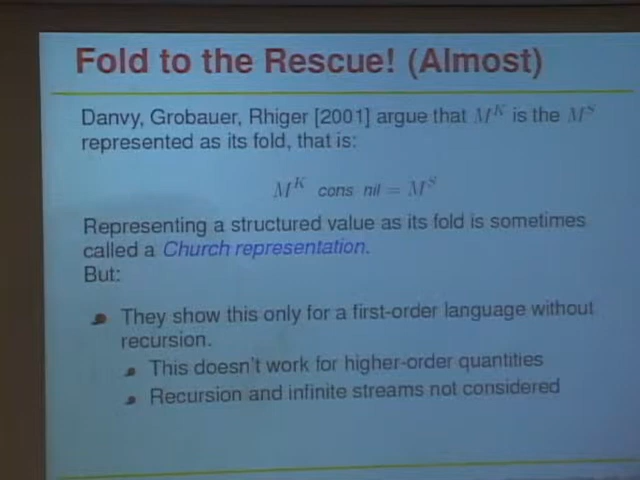 Fold to the Rescue! (Almost)
Danvy, Grobauer, Rhiger [2001] argue that M^K is the M^S
represented as its fold, that is:
M^K cons nil = M^S
Representing a structured value as its fold is sometimes
called a Church representation.
But:
They show this only for a first-order language without
recursion.
This doesn't work for higher-order quantities
Recursion and infinite streams not considered